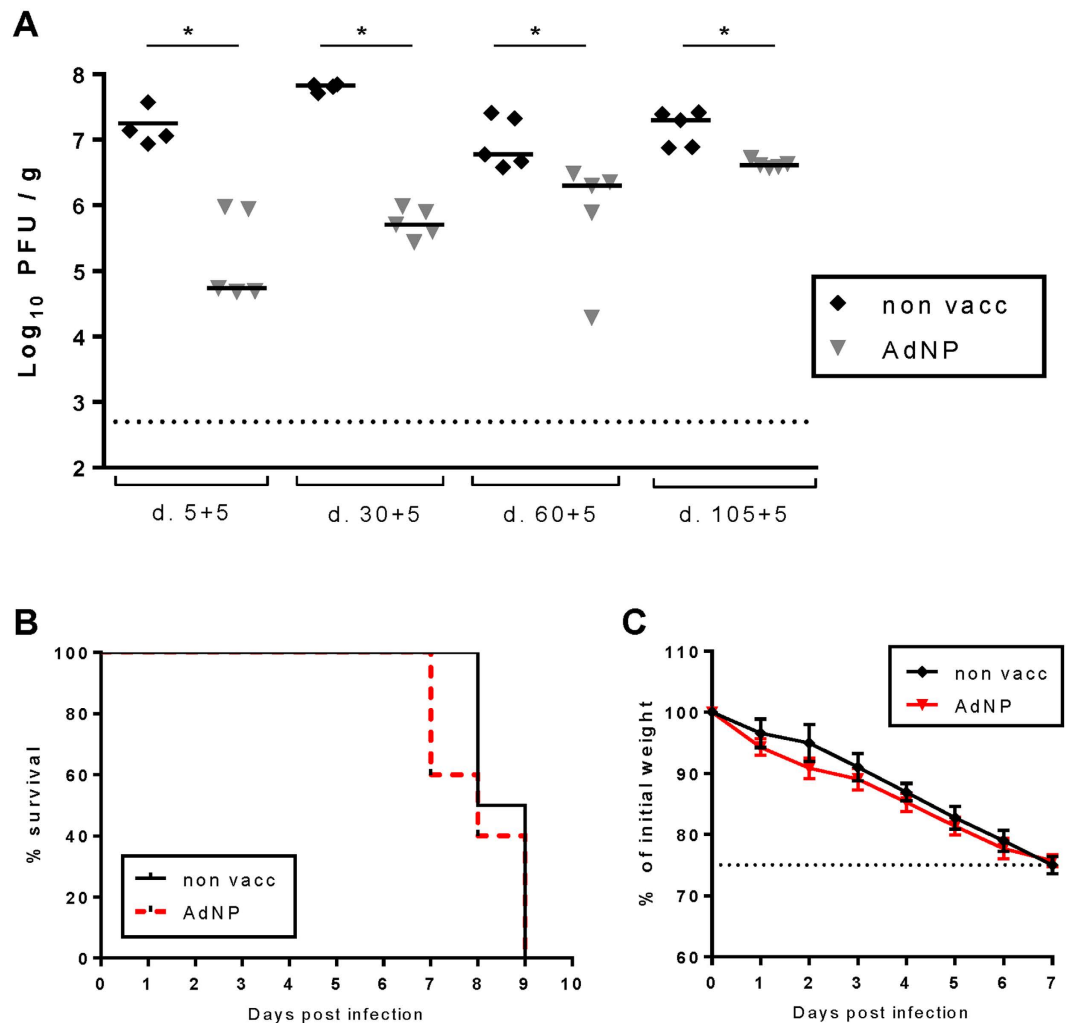 A
* * * *
Log10 PFU / g
8
7
6
5
4
3
2
non vacc
AdNP
d. 5+5 d. 30+5 d. 60+5 d. 105+5
B
% survival
100
80
60
40
20
0
non vacc
AdNP
0 1 2 3 4 5 6 7 8 9 10
Days post infection
C
% of initial weight
110
100
90
80
70
60
non vacc
AdNP
0 1 2 3 4 5 6 7
Days post infection